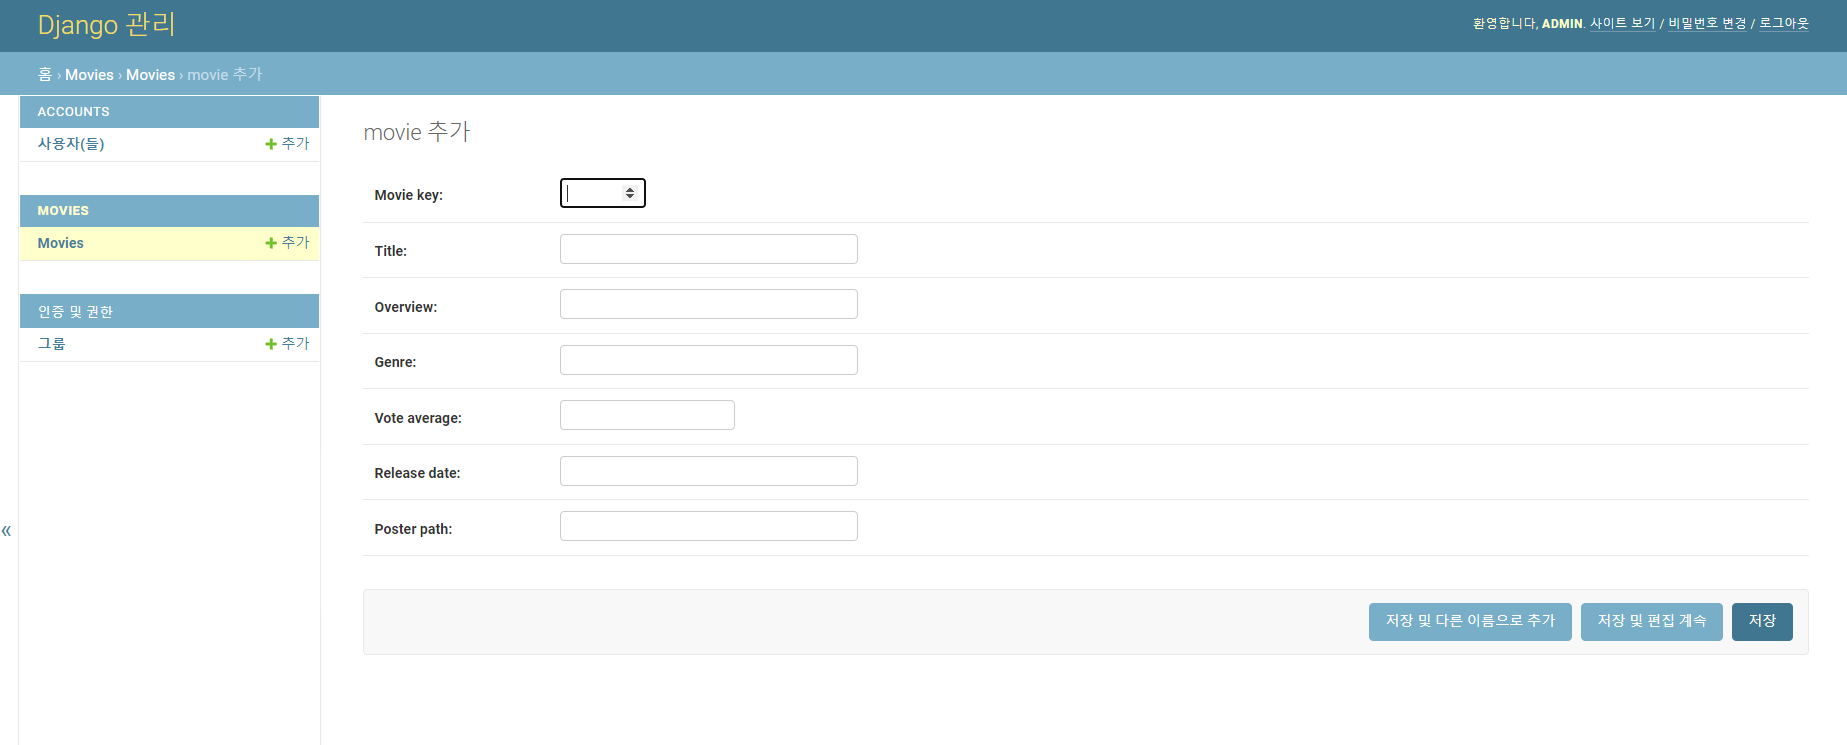 Django 관리
환영합니다, ADMIN. 사이트 보기 / 비밀번호 변경 / 로그아웃
홈 › Movies › Movies › movie 추가
ACCOUNTS
사용자(들) 추가
MOVIES
Movies 추가
인증 및 권한
그룹 추가
«
movie 추가
Movie key:
Title:
Overview:
Genre:
Vote average:
Release date:
Poster path:
저장 및 다른 이름으로 추가 저장 및 편집 계속 저장